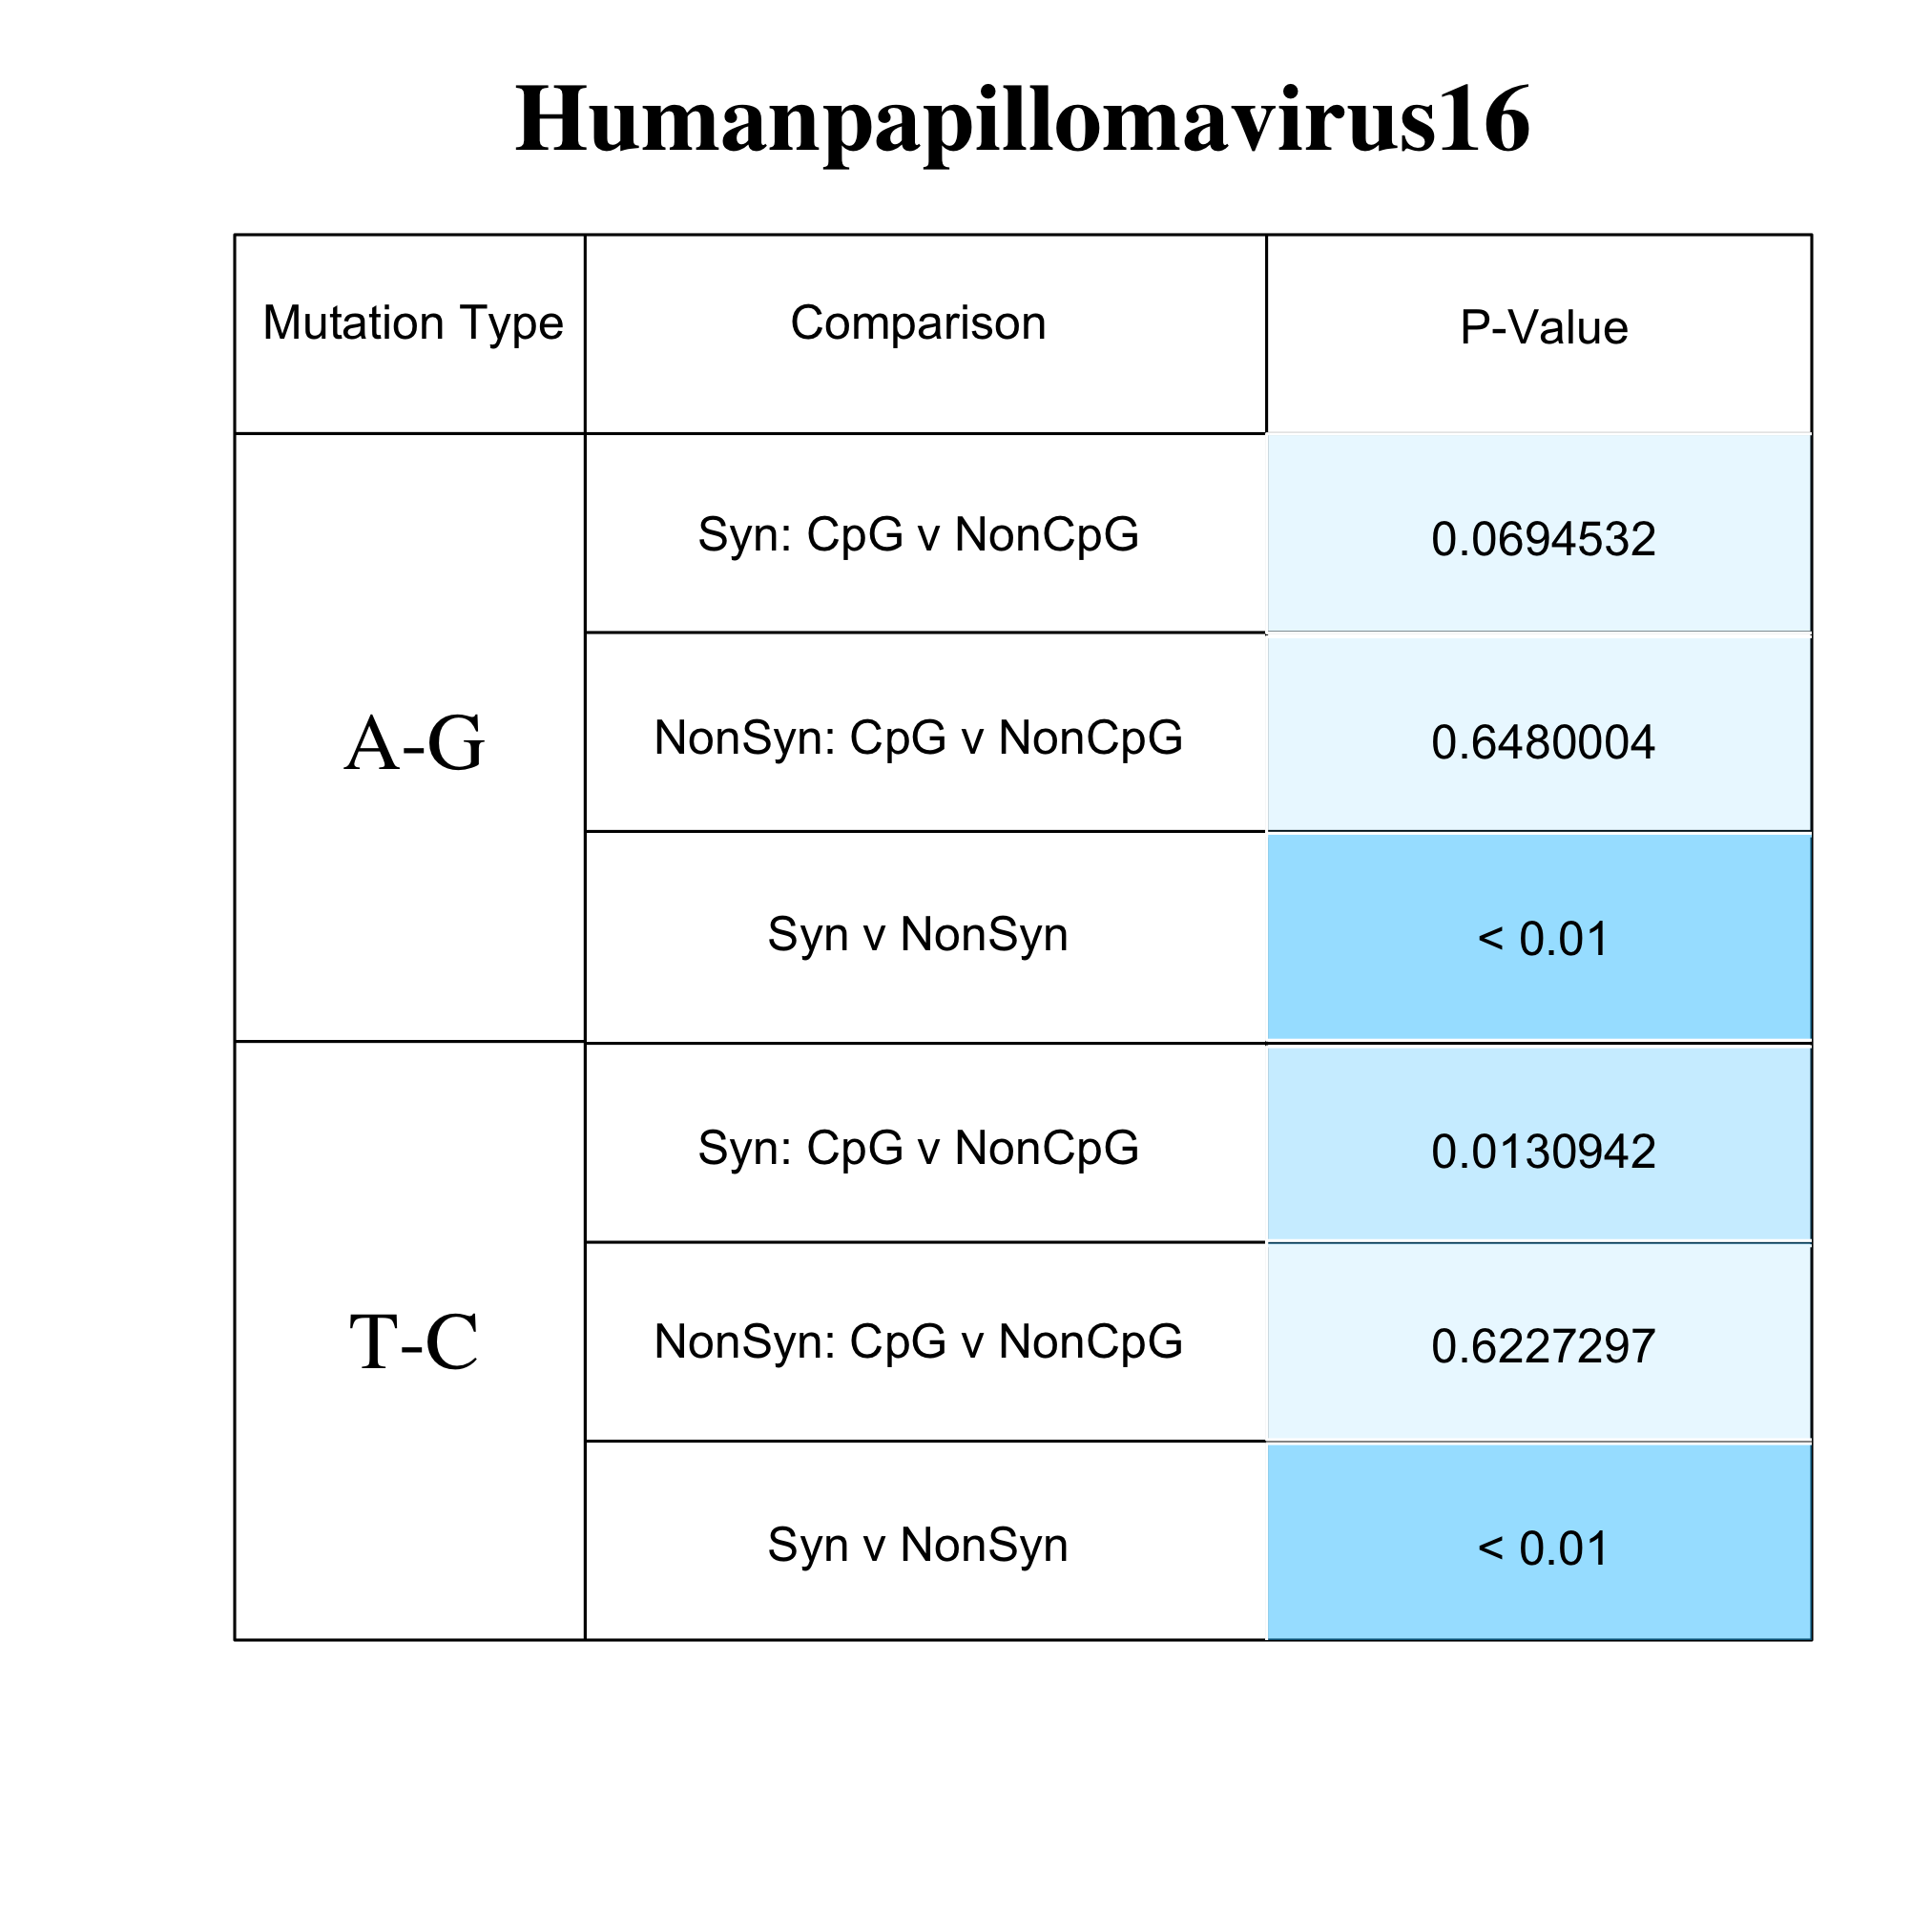 Humanpapillomavirus16
Mutation Type Comparison P-Value
A-G
Syn: CpG v NonCpG 0.0694532
NonSyn: CpG v NonCpG 0.6480004
Syn v NonSyn < 0.01
T-C
Syn: CpG v NonCpG 0.0130942
NonSyn: CpG v NonCpG 0.6227297
Syn v NonSyn < 0.01